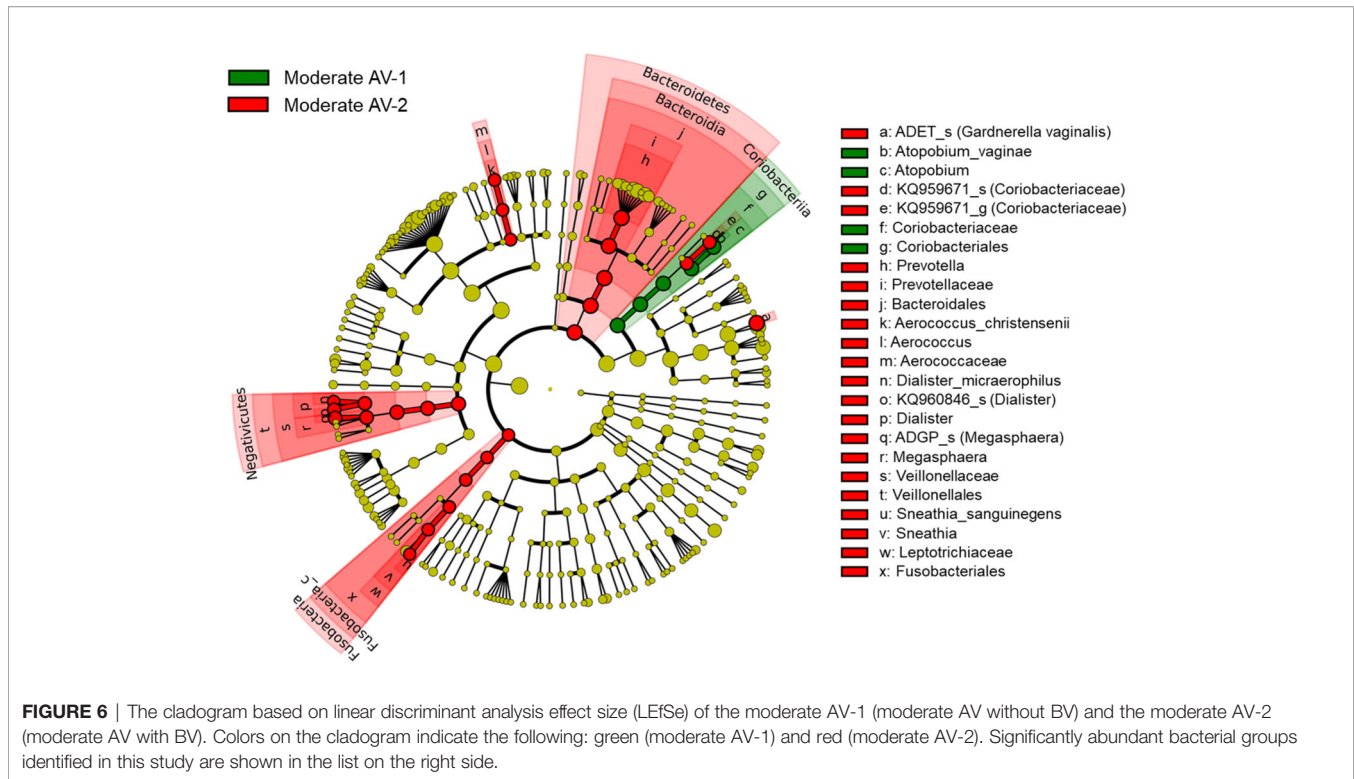 Moderate AV-1
Moderate AV-2
Bacteroidetes
Bacteroidia
j
i
h
Coriobacteriia
g
f
e
c
m
l
k
a
Negativicutes
t
s
p
r
n
Fusobacteria
Fusobacteria_c
x
w
v
u
a: ADET_s (Gardnerella vaginalis)
b: Atopobium_vaginae
c: Atopobium
d: KQ959671_s (Coriobacteriaceae)
e: KQ959671_g (Coriobacteriaceae)
f: Coriobacteriaceae
g: Coriobacteriales
h: Prevotella
i: Prevotellaceae
j: Bacteroidales
k: Aerococcus_christensenii
l: Aerococcus
m: Aerococcaceae
n: Dialister_micraerophilus
o: KQ960846_s (Dialister)
p: Dialister
q: ADGP_s (Megasphaera)
r: Megasphaera
s: Veillonellaceae
t: Veillonellales
u: Sneathia_sanguinegens
v: Sneathia
w: Leptotrichiaceae
x: Fusobacteriales
FIGURE 6 | The cladogram based on linear discriminant analysis effect size (LEfSe) of the moderate AV-1 (moderate AV without BV) and the moderate AV-2
(moderate AV with BV). Colors on the cladogram indicate the following: green (moderate AV-1) and red (moderate AV-2). Significantly abundant bacterial groups
identified in this study are shown in the list on the right side.